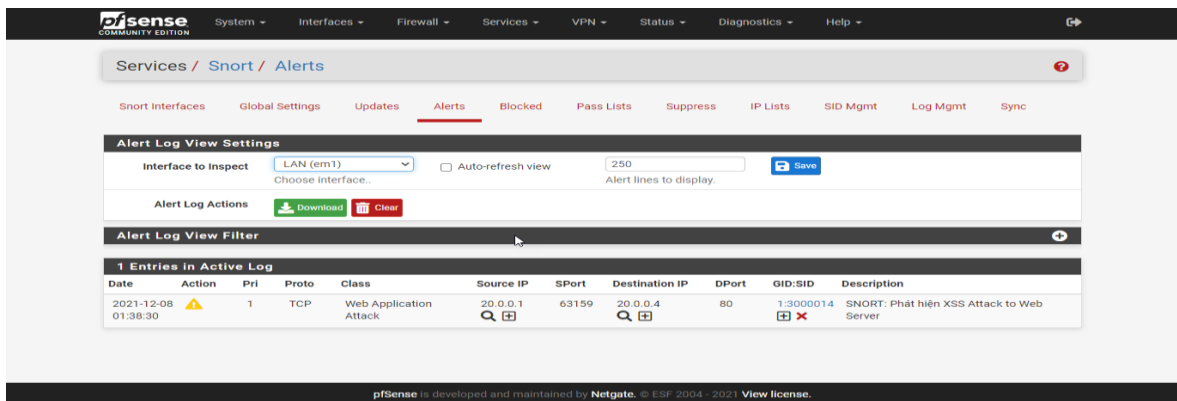 pfsense System Interfaces Firewall Services VPN Status Diagnostics Help
COMMUNITY EDITION
Services / Snort / Alerts
Snort Interfaces Global Settings Updates Alerts Blocked Pass Lists Suppress IP Lists SID Mgmt Log Mgmt Sync
Alert Log View Settings
Interface to Inspect LAN (em1) Auto-refresh view 250 Save
Choose interface.. Alert lines to display.
Alert Log Actions Download Clear
Alert Log View Filter
1 Entries in Active Log
Date Action Pri Proto Class Source IP SPort Destination IP DPort GID:SID Description
2021-12-08 1 TCP Web Application 20.0.0.1 63159 20.0.0.4 80 1:3000014 SNORT: Phát hiện XSS Attack to Web
01:38:30 Attack Server
pfSense is developed and maintained by Netgate. © ESF 2004 - 2021 View license.